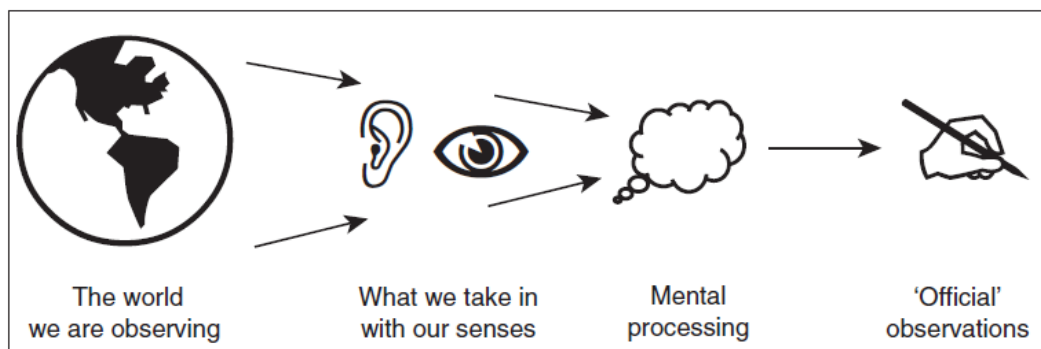 The world
we are observing
What we take in
with our senses
Mental
processing
‘Official’
observations